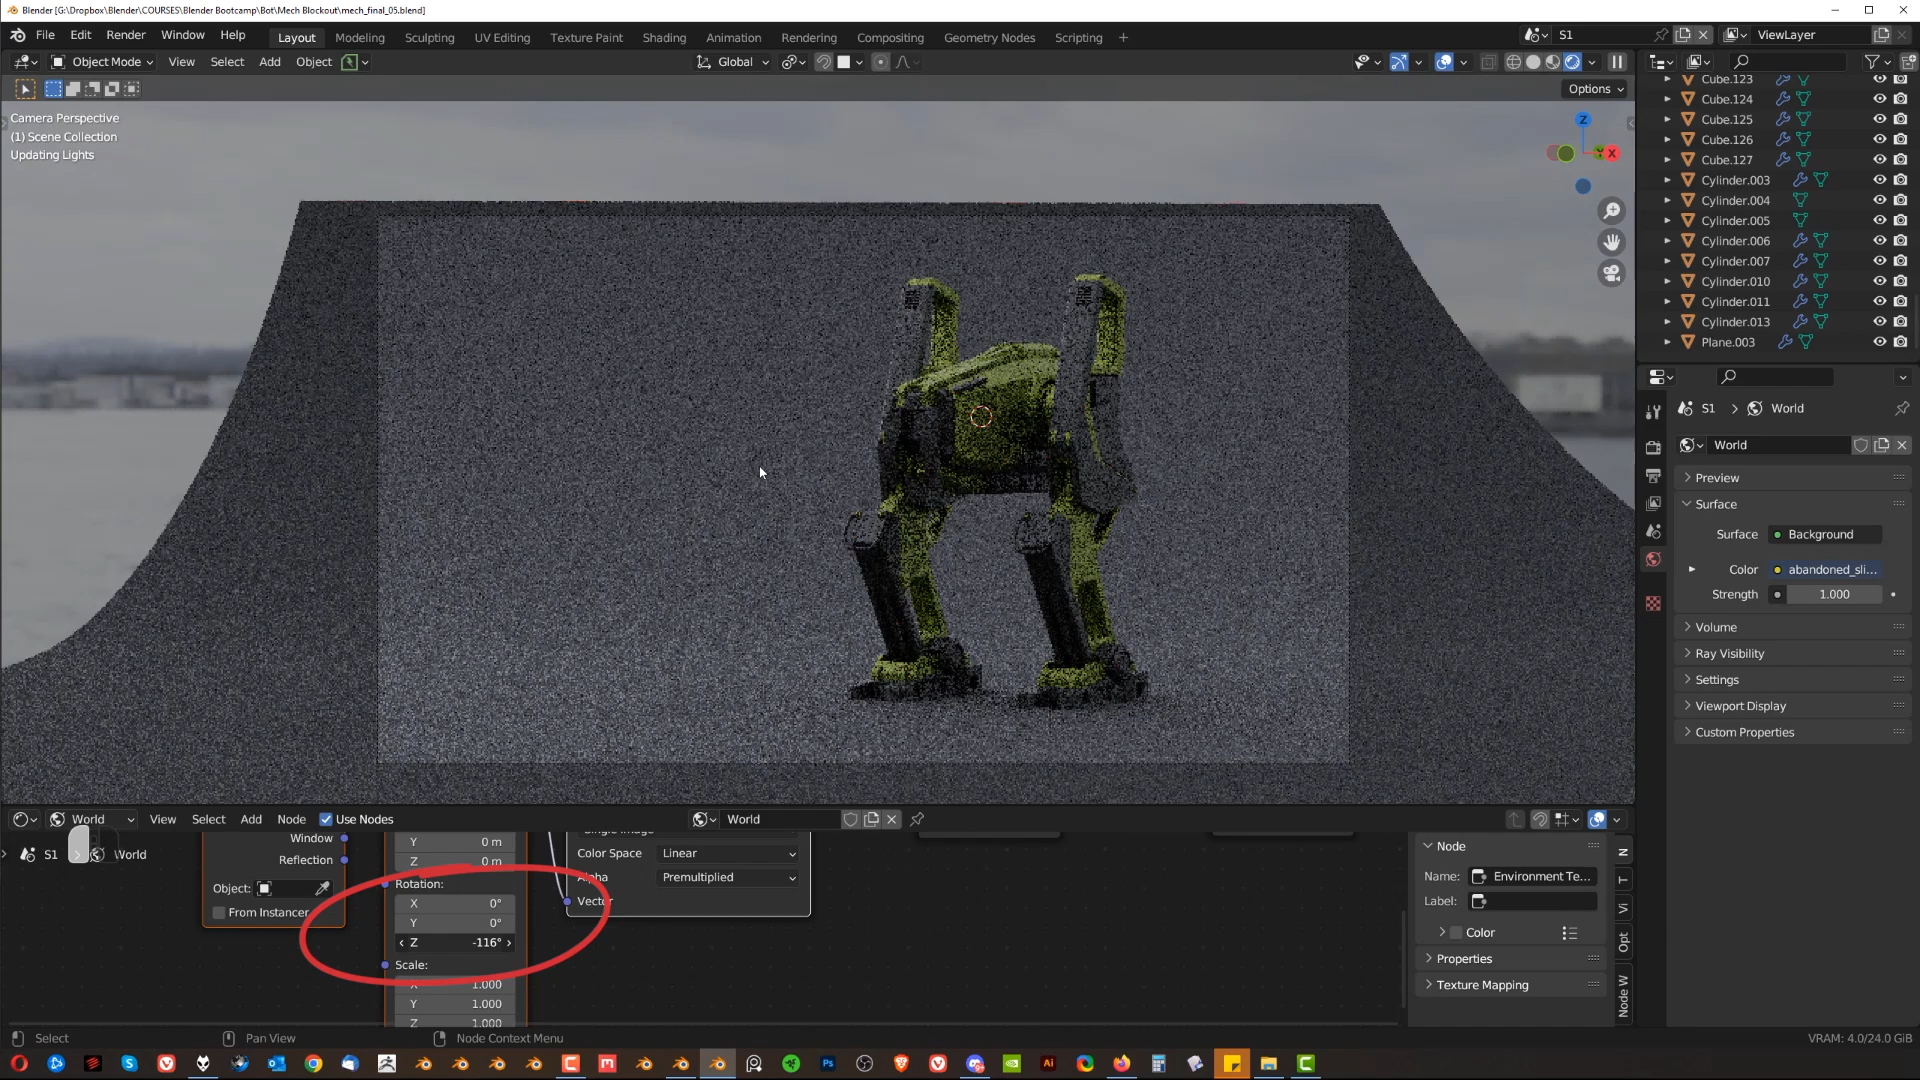 Blender [G:\Dropbox\Blender\COURSES\Blender Bootcamp\Bot\Mech Blockout\mech_final_05.blend]
File Edit Render Window Help Layout Modeling Sculpting UV Editing Texture Paint Shading Animation Rendering Compositing Geometry Nodes Scripting + S1 ViewLayer
Object Mode View Select Add Object Global
Options
Camera Perspective
(1) Scene Collection
Updating Lights
Z
X
Cube.123
Cube.124
Cube.125
Cube.126
Cube.127
Cylinder.003
Cylinder.004
Cylinder.005
Cylinder.006
Cylinder.007
Cylinder.010
Cylinder.011
Cylinder.013
Plane.003
S1 > World
World
Preview
Surface
Surface Background
Color abandoned_sli...
Strength 1.000
Volume
Ray Visibility
Settings
Viewport Display
Custom Properties
World View Select Add Node Use Nodes World
S1 > World
Window
Reflection
Object:
From Instancer
Y 0 m
Z 0 m
Rotation:
X 0°
Y 0°
Z -116°
Scale:
X 1.000
Y 1.000
Z 1.000
Single Image
Color Space Linear
Alpha Premultiplied
Vector
Node
Name: Environment Te...
Label:
Color
Properties
Texture Mapping
N
T
Vi
Opt
Node W
Select Pan View Node Context Menu VRAM: 4.0/24.0 GiB